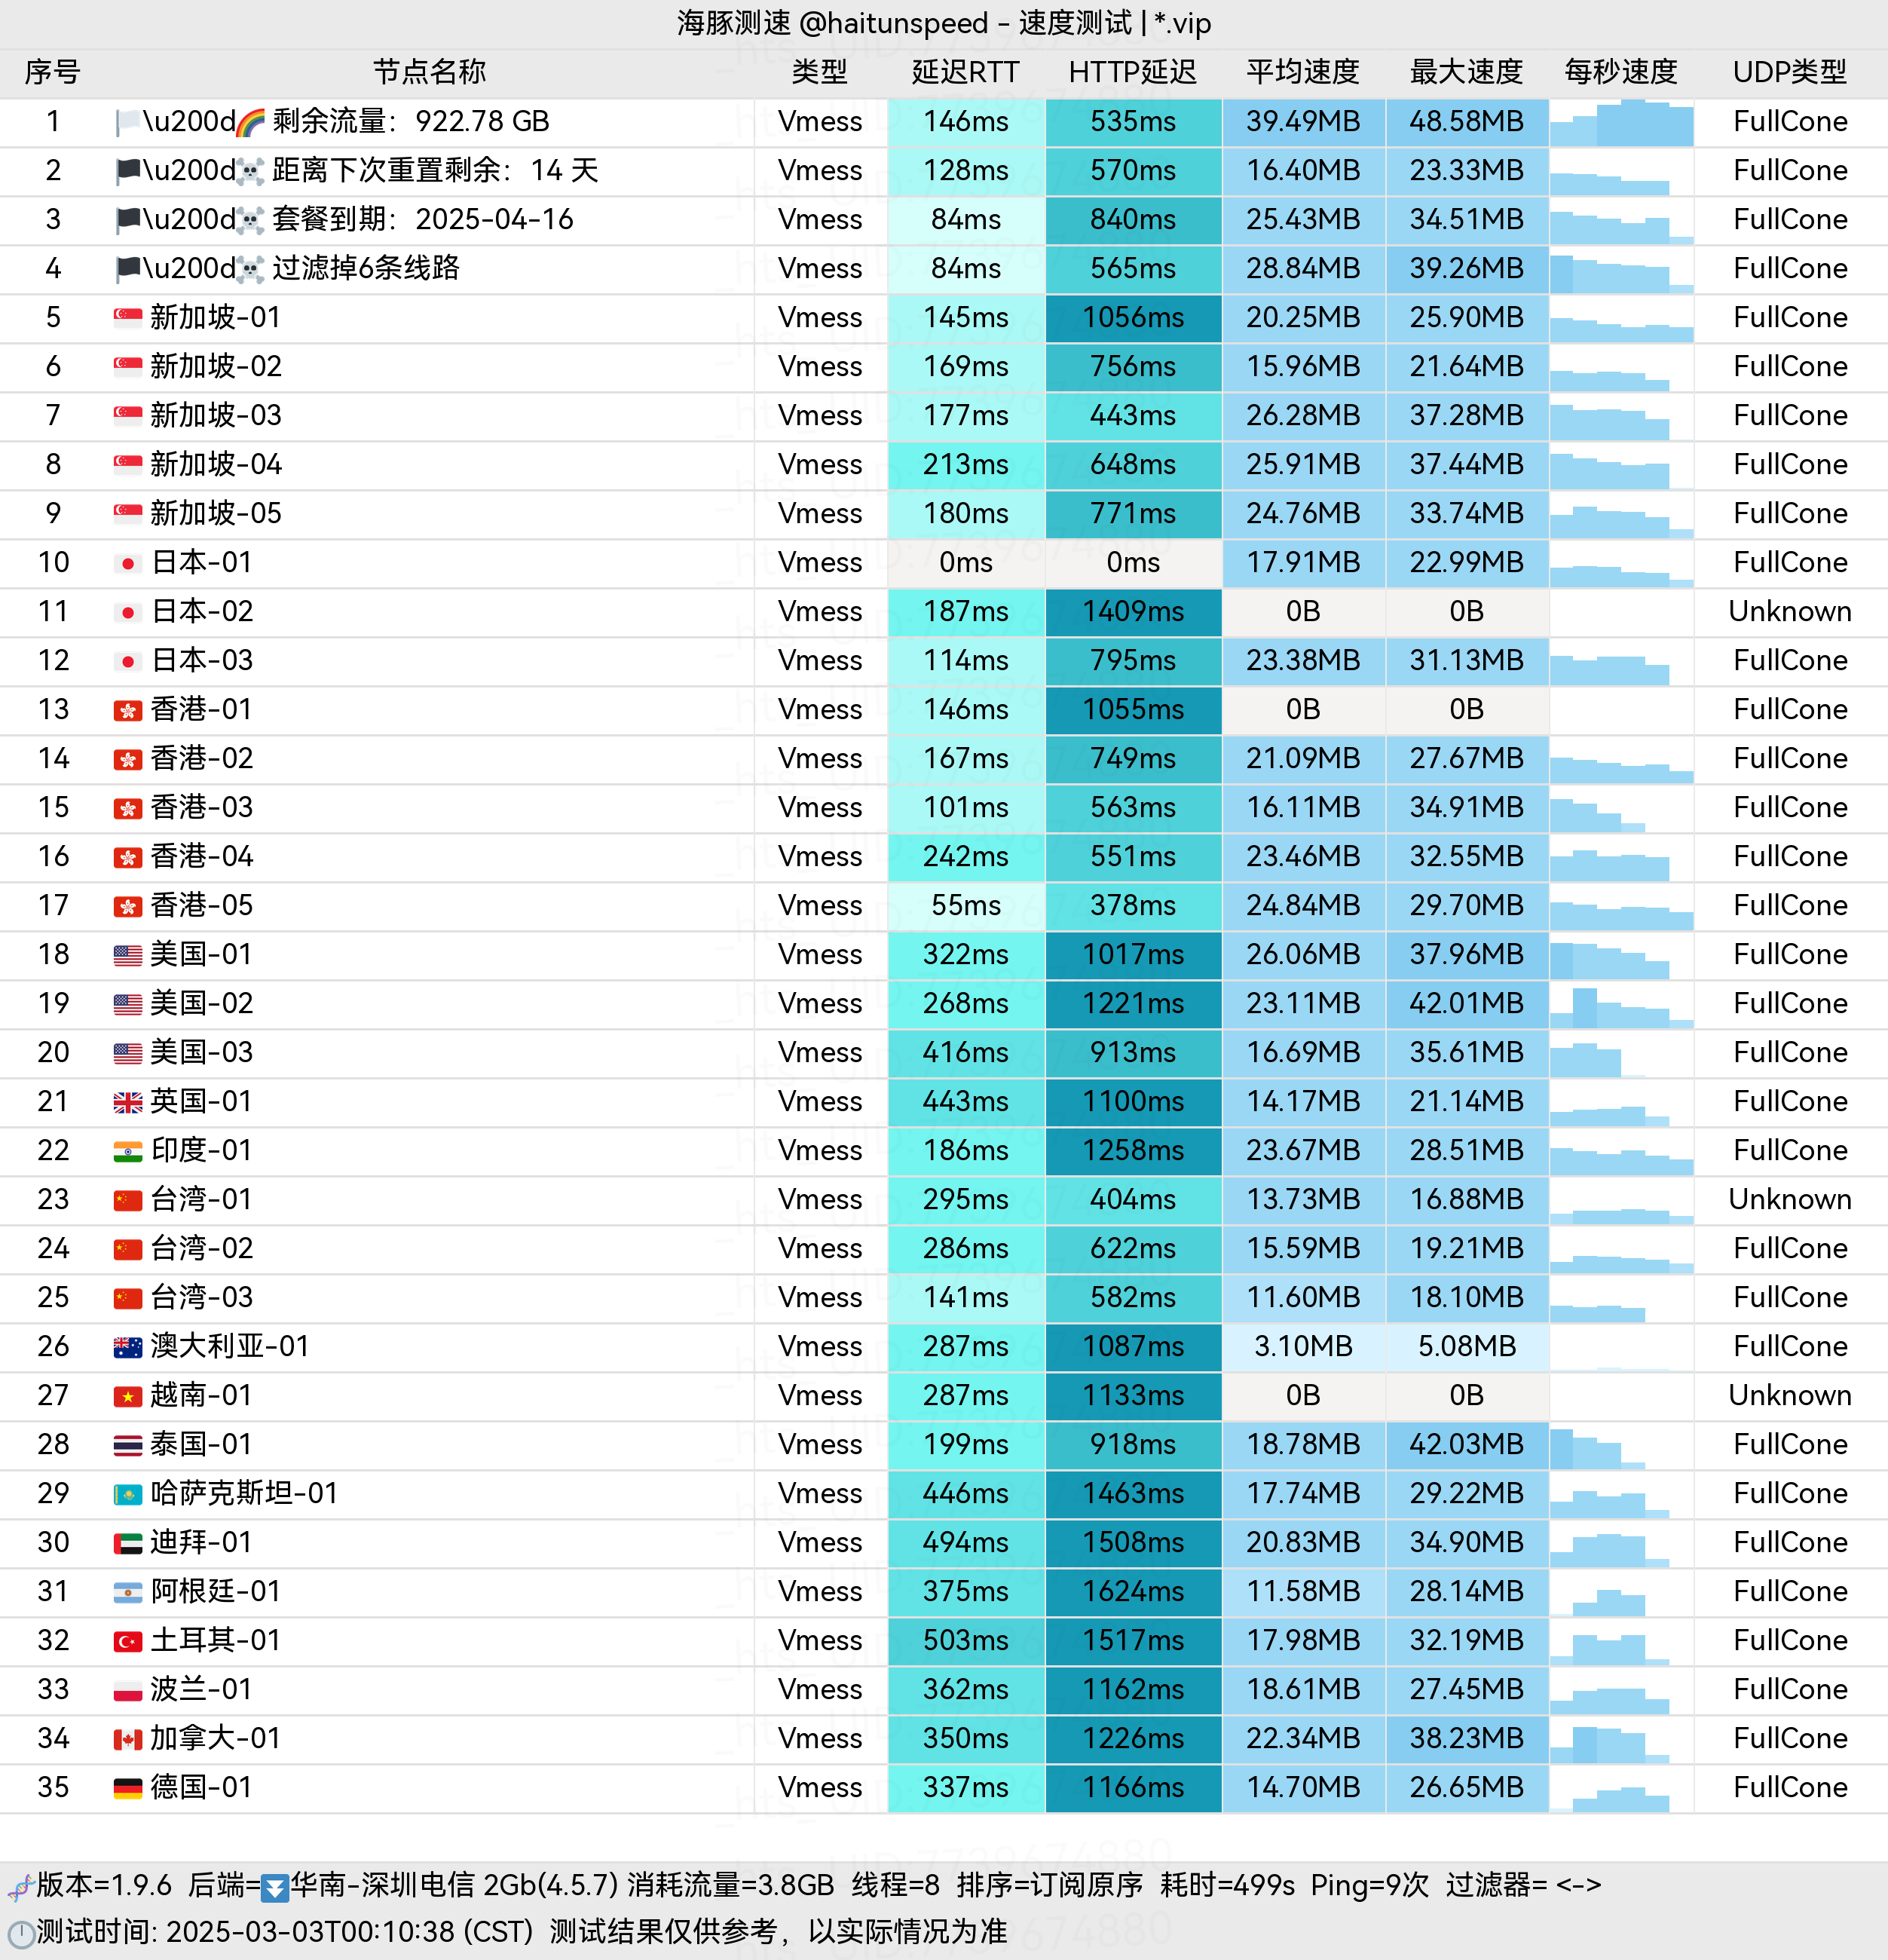 海豚测速 @haitunspeed - 速度测试 | *.vip
序号 节点名称 类型 延迟RTT HTTP延迟 平均速度 最大速度 每秒速度 UDP类型
1 🏳️\u200d🌈 剩余流量：922.78 GB Vmess 146ms 535ms 39.49MB 48.58MB FullCone
2 🏴\u200d☠️ 距离下次重置剩余：14 天 Vmess 128ms 570ms 16.40MB 23.33MB FullCone
3 🏴\u200d☠️ 套餐到期：2025-04-16 Vmess 84ms 840ms 25.43MB 34.51MB FullCone
4 🏴\u200d☠️ 过滤掉6条线路 Vmess 84ms 565ms 28.84MB 39.26MB FullCone
5 🇸🇬 新加坡-01 Vmess 145ms 1056ms 20.25MB 25.90MB FullCone
6 🇸🇬 新加坡-02 Vmess 169ms 756ms 15.96MB 21.64MB FullCone
7 🇸🇬 新加坡-03 Vmess 177ms 443ms 26.28MB 37.28MB FullCone
8 🇸🇬 新加坡-04 Vmess 213ms 648ms 25.91MB 37.44MB FullCone
9 🇸🇬 新加坡-05 Vmess 180ms 771ms 24.76MB 33.74MB FullCone
10 🇯🇵 日本-01 Vmess 0ms 0ms 17.91MB 22.99MB FullCone
11 🇯🇵 日本-02 Vmess 187ms 1409ms 0B 0B Unknown
12 🇯🇵 日本-03 Vmess 114ms 795ms 23.38MB 31.13MB FullCone
13 🇭🇰 香港-01 Vmess 146ms 1055ms 0B 0B FullCone
14 🇭🇰 香港-02 Vmess 167ms 749ms 21.09MB 27.67MB FullCone
15 🇭🇰 香港-03 Vmess 101ms 563ms 16.11MB 34.91MB FullCone
16 🇭🇰 香港-04 Vmess 242ms 551ms 23.46MB 32.55MB FullCone
17 🇭🇰 香港-05 Vmess 55ms 378ms 24.84MB 29.70MB FullCone
18 🇺🇸 美国-01 Vmess 322ms 1017ms 26.06MB 37.96MB FullCone
19 🇺🇸 美国-02 Vmess 268ms 1221ms 23.11MB 42.01MB FullCone
20 🇺🇸 美国-03 Vmess 416ms 913ms 16.69MB 35.61MB FullCone
21 🇬🇧 英国-01 Vmess 443ms 1100ms 14.17MB 21.14MB FullCone
22 🇮🇳 印度-01 Vmess 186ms 1258ms 23.67MB 28.51MB FullCone
23 🇨🇳 台湾-01 Vmess 295ms 404ms 13.73MB 16.88MB Unknown
24 🇨🇳 台湾-02 Vmess 286ms 622ms 15.59MB 19.21MB FullCone
25 🇨🇳 台湾-03 Vmess 141ms 582ms 11.60MB 18.10MB FullCone
26 🇦🇺 澳大利亚-01 Vmess 287ms 1087ms 3.10MB 5.08MB FullCone
27 🇻🇳 越南-01 Vmess 287ms 1133ms 0B 0B Unknown
28 🇹🇭 泰国-01 Vmess 199ms 918ms 18.78MB 42.03MB FullCone
29 🇰🇿 哈萨克斯坦-01 Vmess 446ms 1463ms 17.74MB 29.22MB FullCone
30 🇦🇪 迪拜-01 Vmess 494ms 1508ms 20.83MB 34.90MB FullCone
31 🇦🇷 阿根廷-01 Vmess 375ms 1624ms 11.58MB 28.14MB FullCone
32 🇹🇷 土耳其-01 Vmess 503ms 1517ms 17.98MB 32.19MB FullCone
33 🇵🇱 波兰-01 Vmess 362ms 1162ms 18.61MB 27.45MB FullCone
34 🇨🇦 加拿大-01 Vmess 350ms 1226ms 22.34MB 38.23MB FullCone
35 🇩🇪 德国-01 Vmess 337ms 1166ms 14.70MB 26.65MB FullCone
🧬版本=1.9.6 后端=⏬华南-深圳电信 2Gb(4.5.7) 消耗流量=3.8GB 线程=8 排序=订阅原序 耗时=499s Ping=9次 过滤器= <->
🕛测试时间: 2025-03-03T00:10:38 (CST) 测试结果仅供参考，以实际情况为准